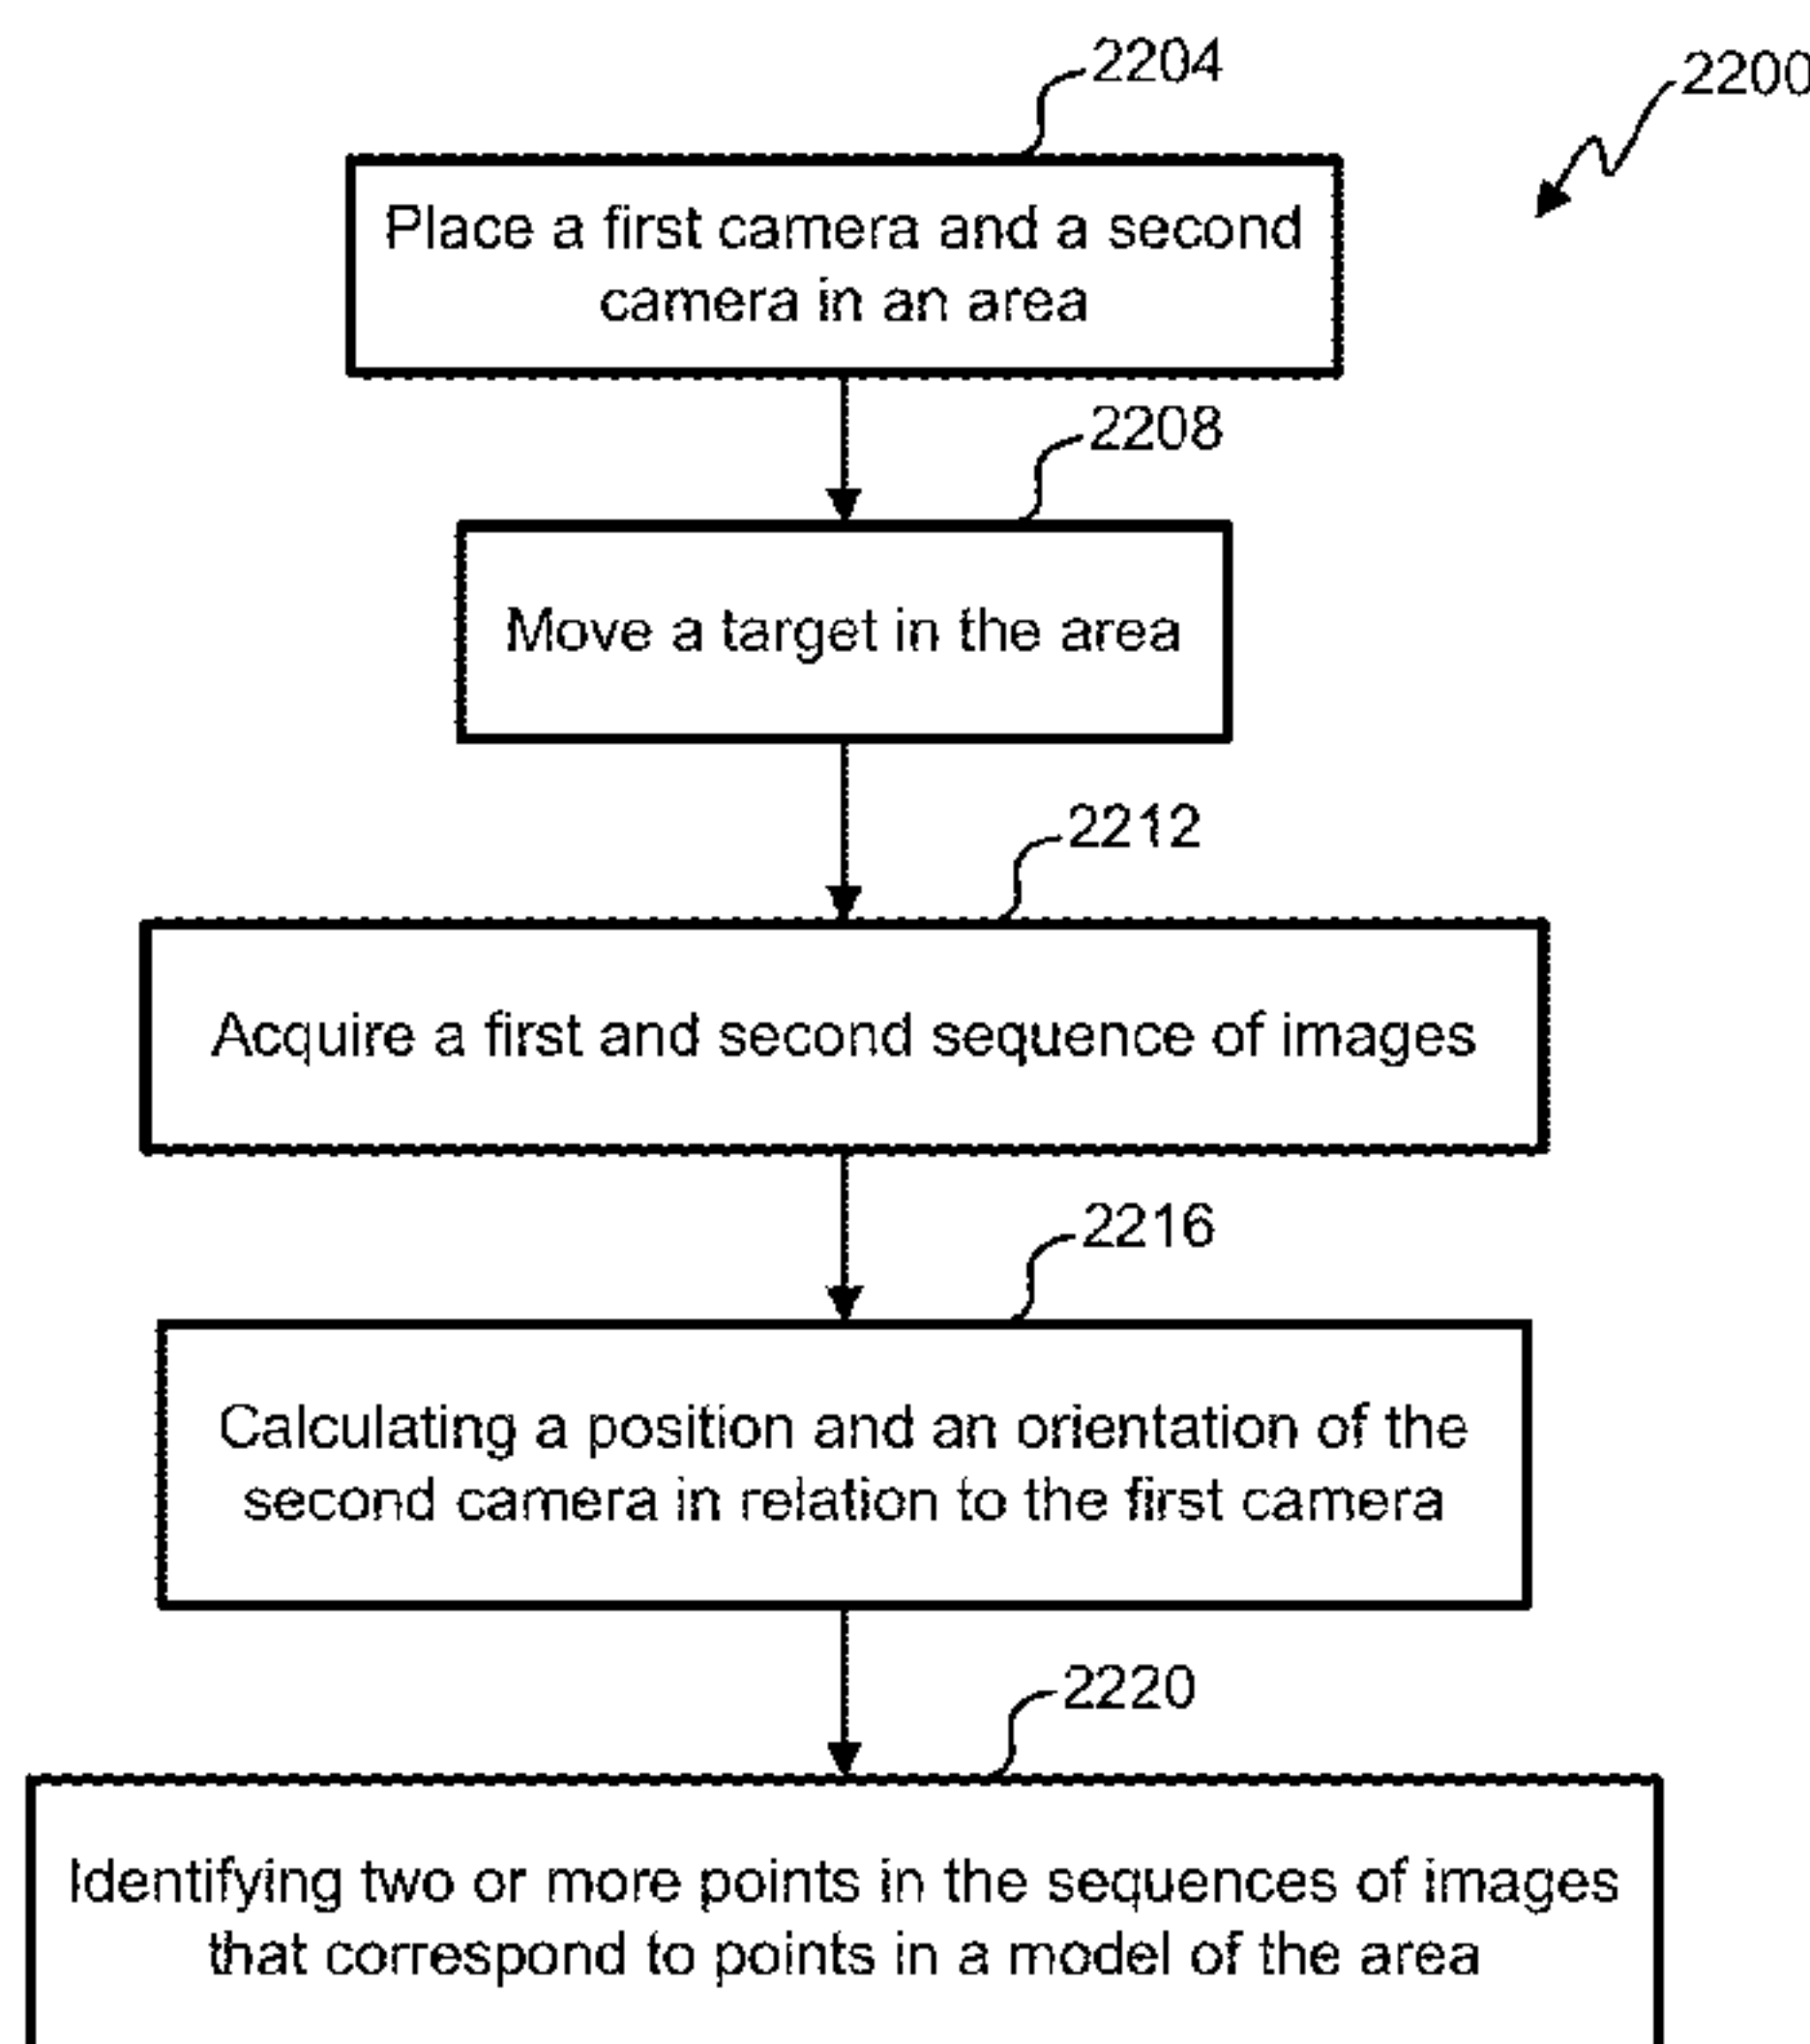 2204
2200
Place a first camera and a second
camera in an area
2208
Move a target in the area
2212
Acquire a first and second sequence of images
2216
Calculating a position and an orientation of the
second camera in relation to the first camera
2220
Identifying two or more points in the sequences of images
that correspond to points in a model of the area